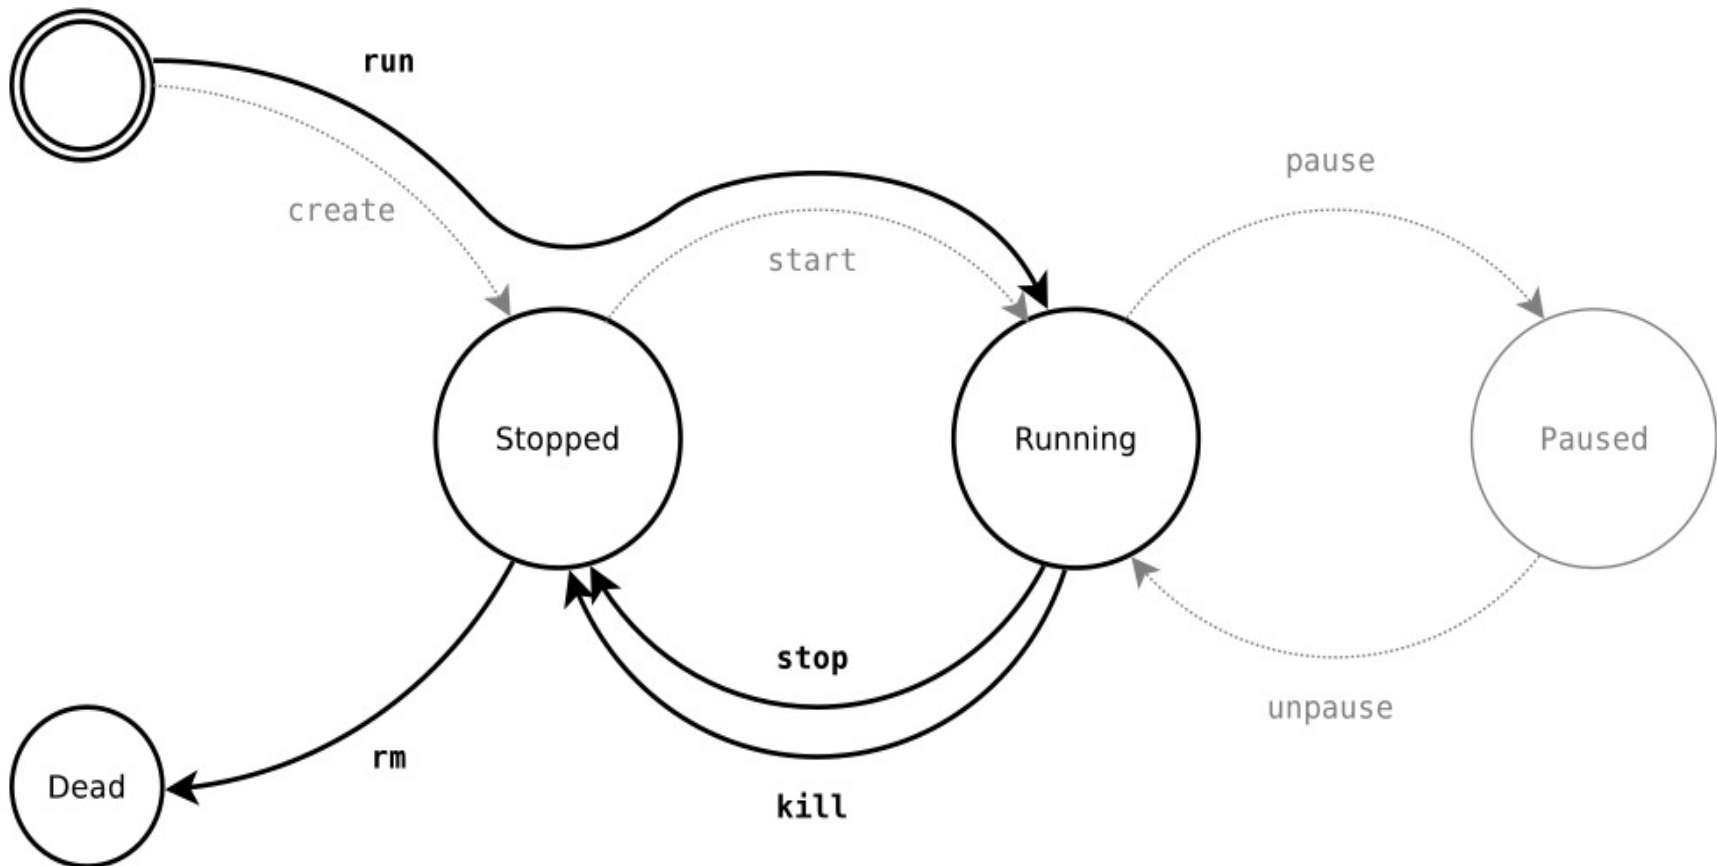 run
pause
create
start
Stopped
Running
Paused
stop
unpause
rm
Dead
kill